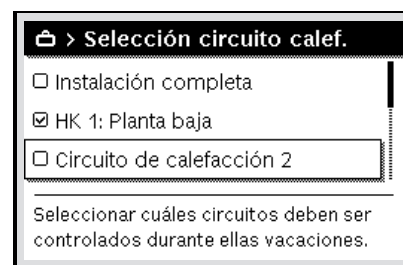 > Selección circuito calef.
Instalación completa
HK 1: Planta baja
Circuito de calefacción 2
Seleccionar cuáles circuitos deben ser
controlados durante ellas vacaciones.